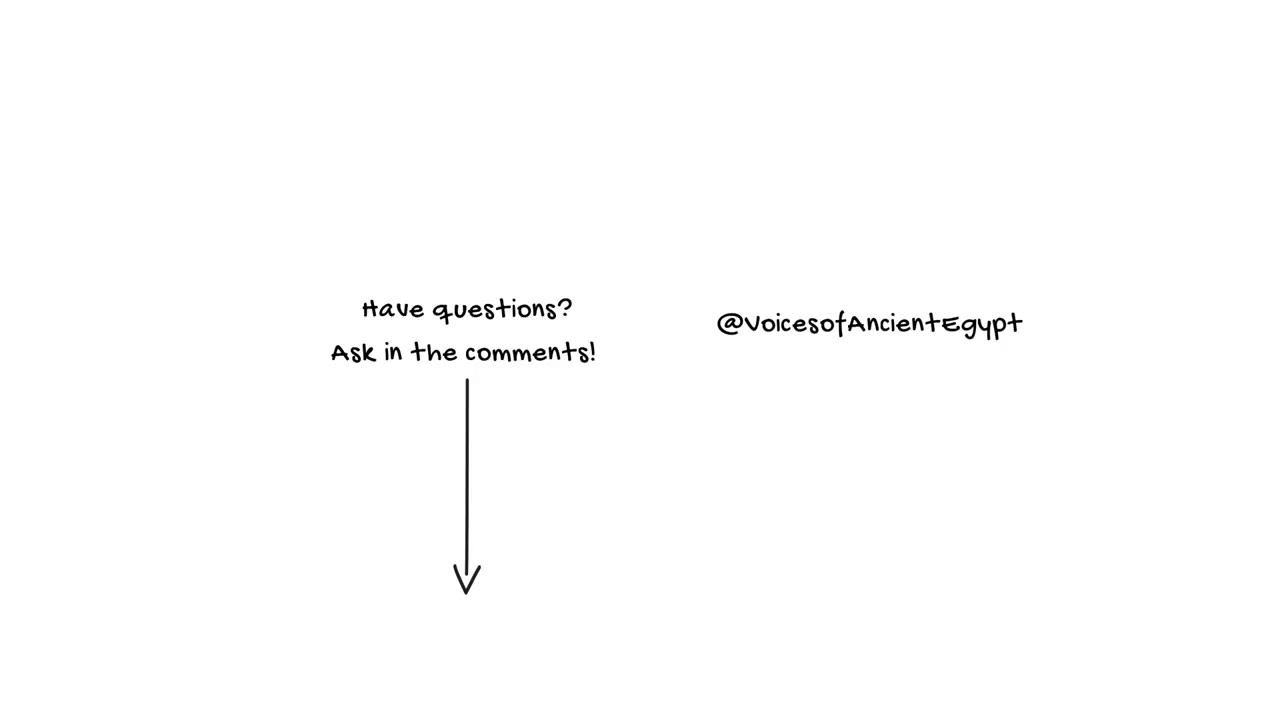 Have questions?
Ask in the comments!
@VoicesofAncientEgypt